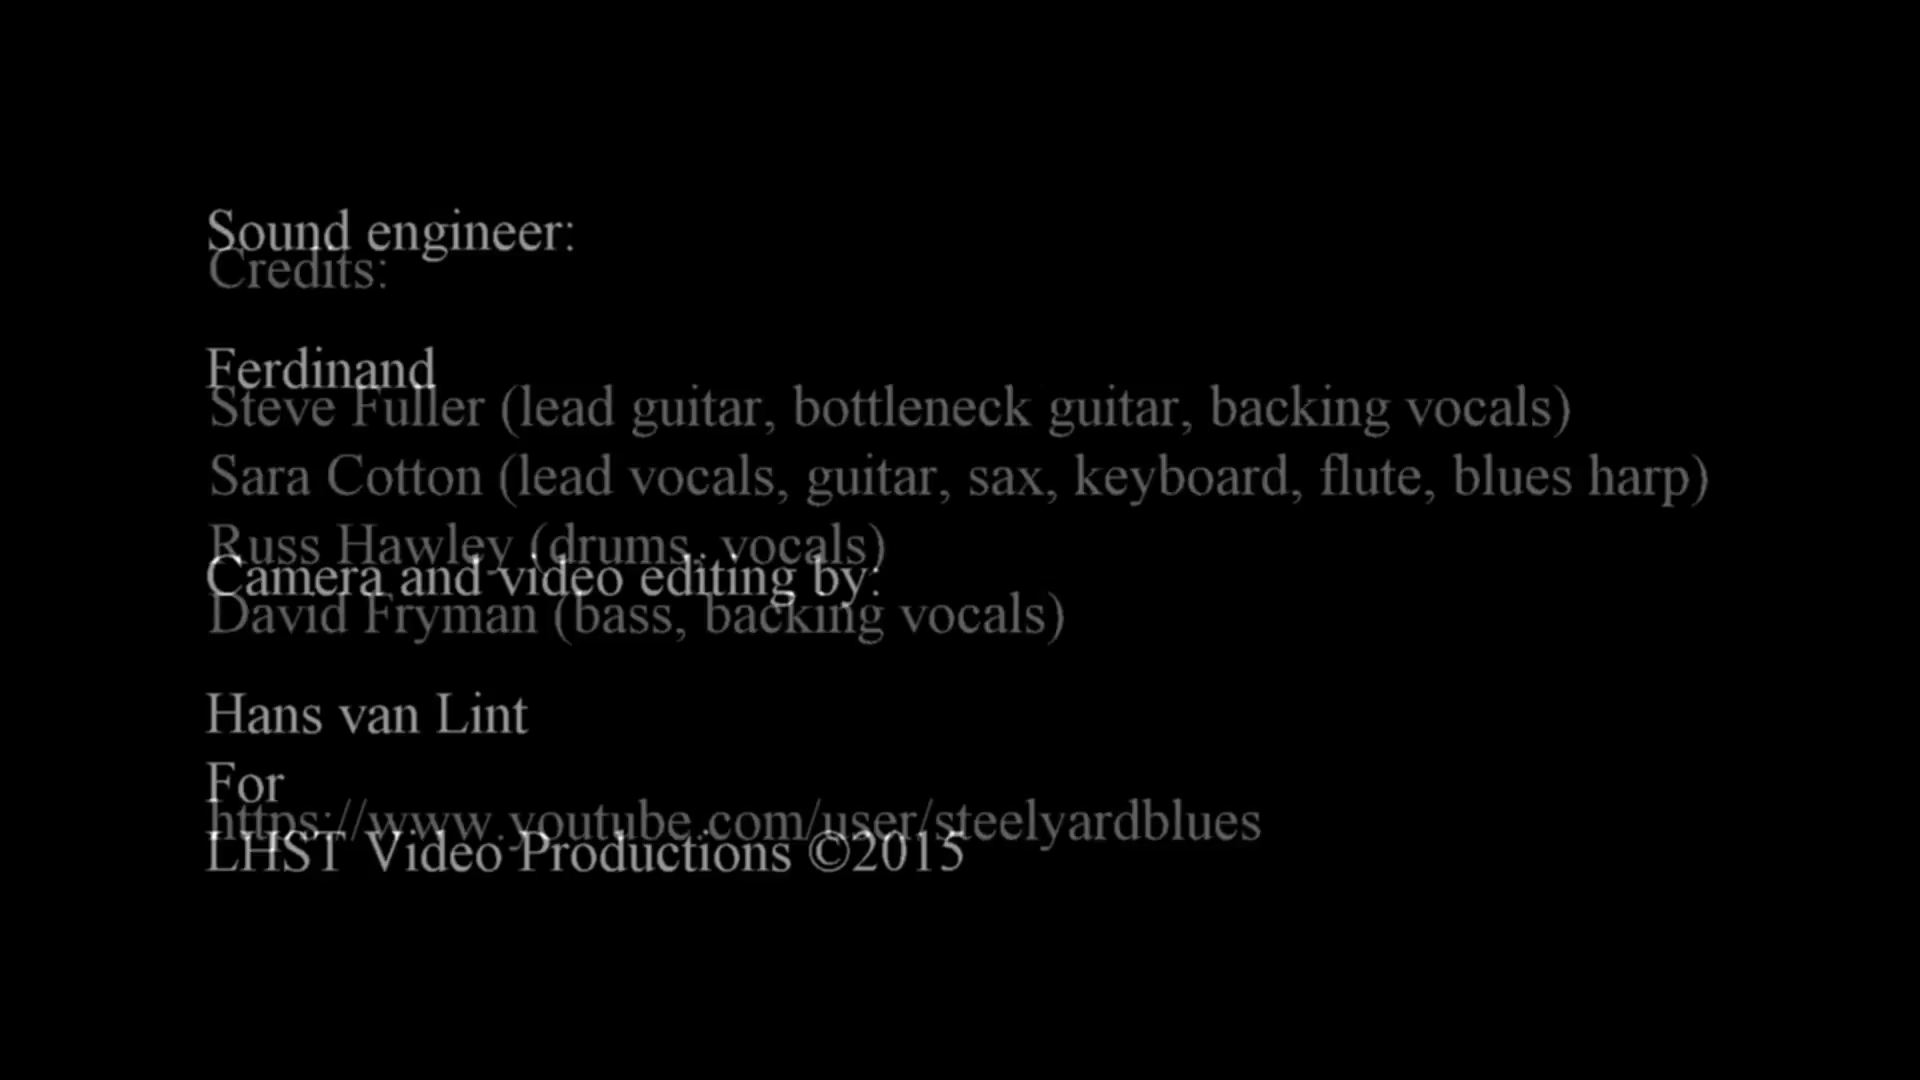 Sound engineer:
Credits:
Ferdinand
Steve Fuller (lead guitar, bottleneck guitar, backing vocals)
Sara Cotton (lead vocals, guitar, sax, keyboard, flute, blues harp)
Russ Hawley (drums, vocals)
Camera and video editing by:
David Fryman (bass, backing vocals)
Hans van Lint
For
https://www.youtube.com/user/steelyardblues
LHST Video Productions ©2015